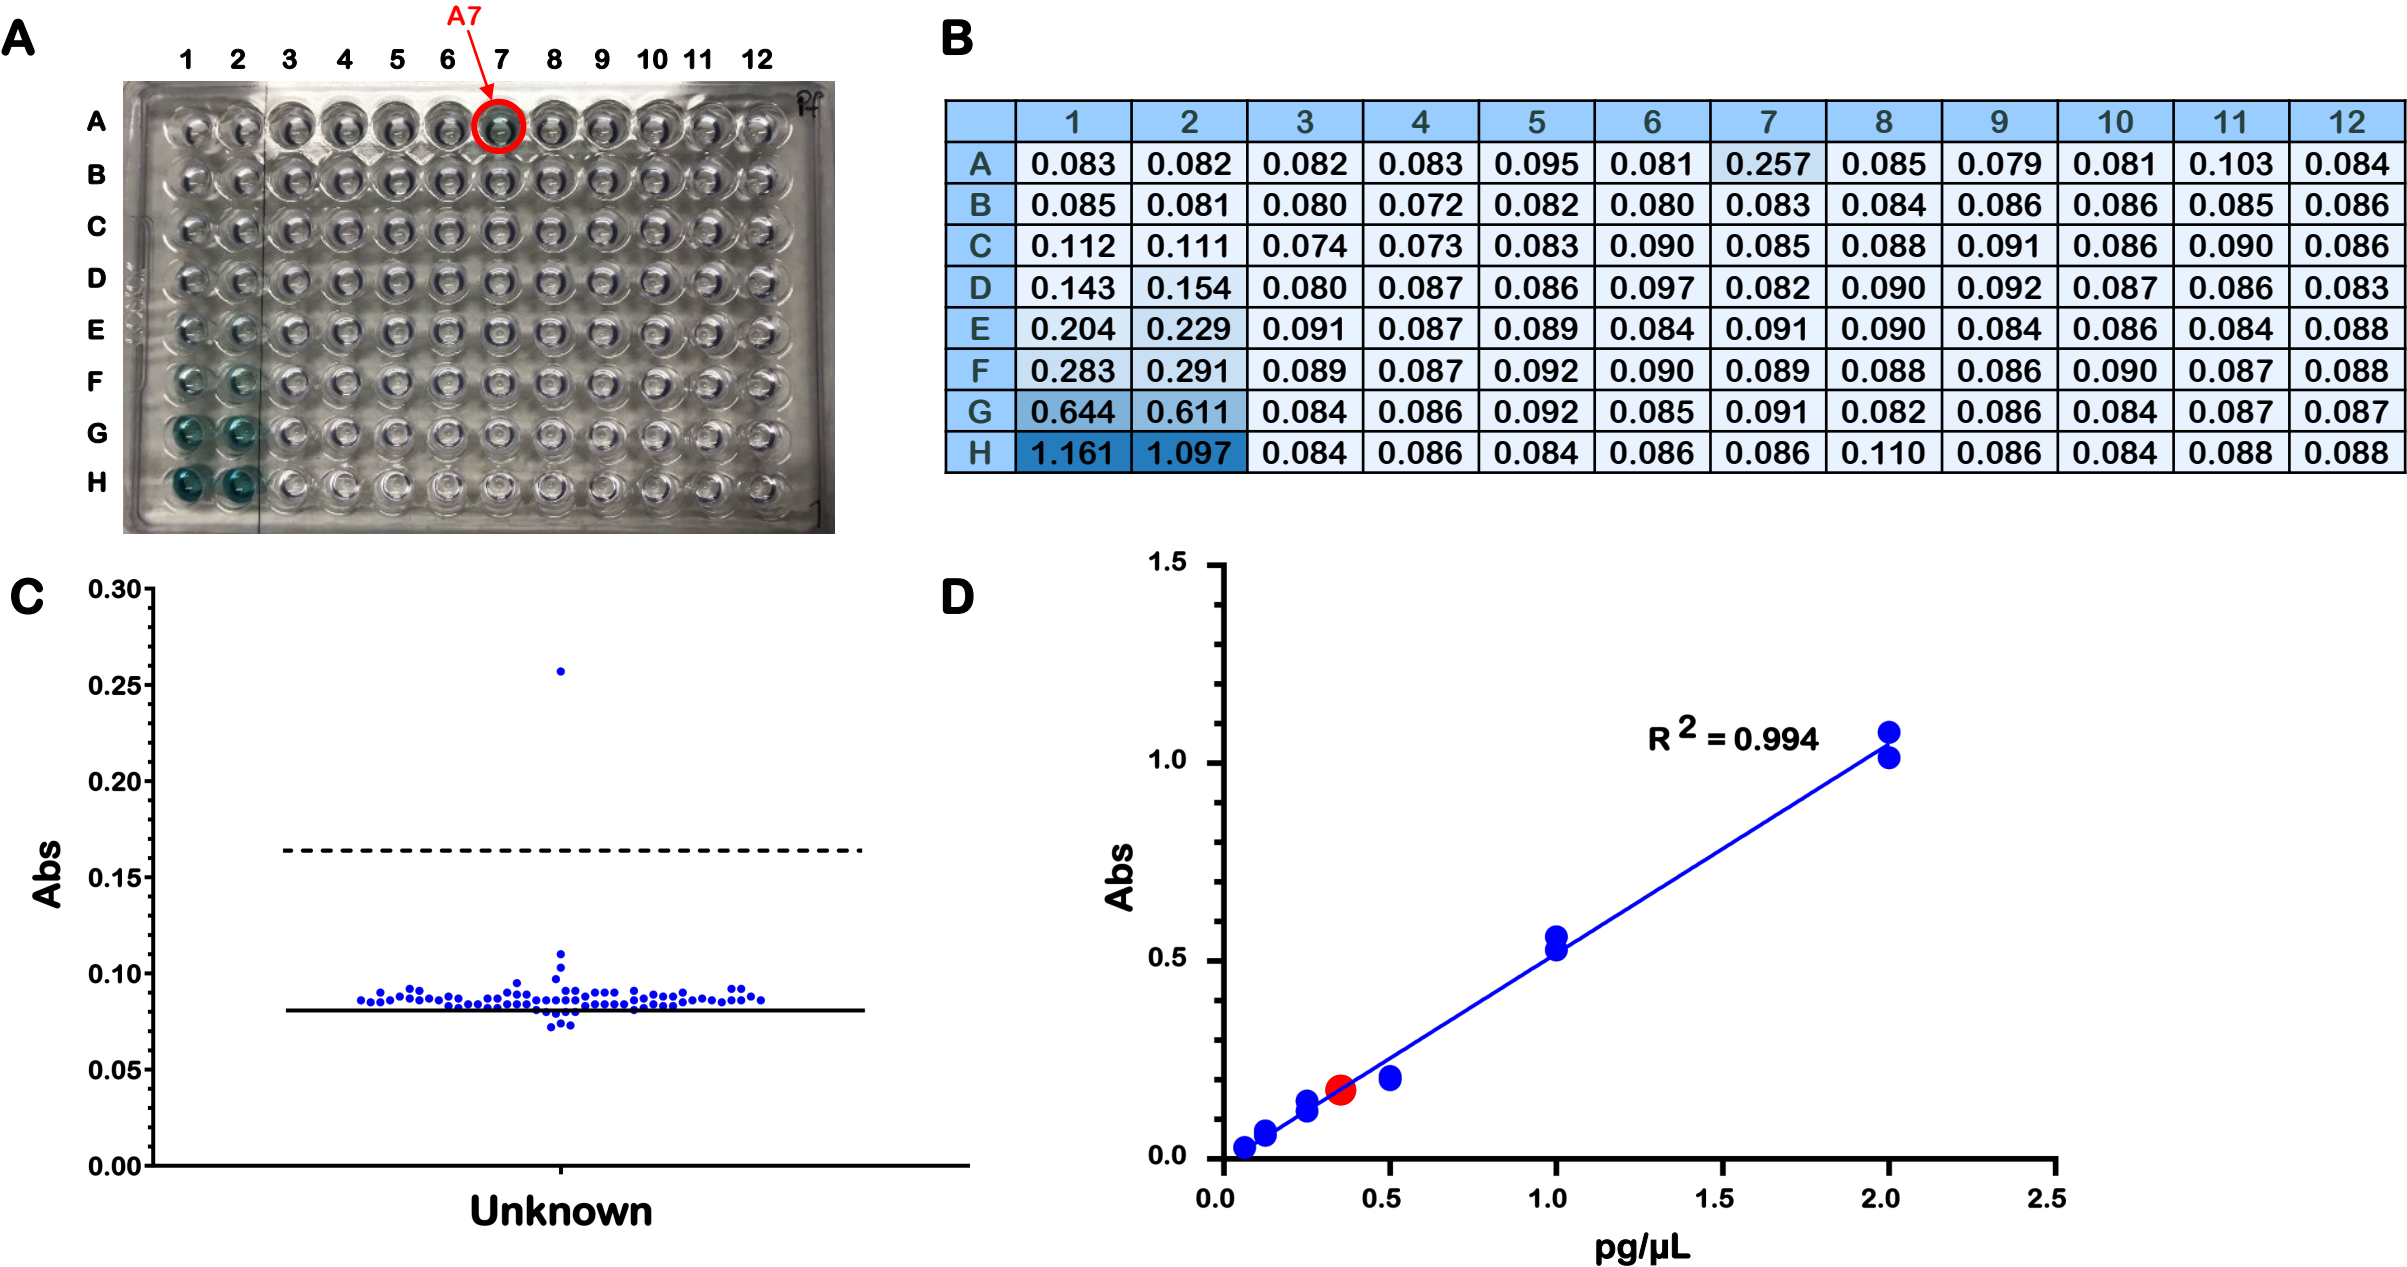 A
A7
1 2 3 4 5 6 7 8 9 10 11 12
A
B
C
D
E
F
G
H
Pf
1
B
1 2 3 4 5 6 7 8 9 10 11 12
A 0.083 0.082 0.082 0.083 0.095 0.081 0.257 0.085 0.079 0.081 0.103 0.084
B 0.085 0.081 0.080 0.072 0.082 0.080 0.083 0.084 0.086 0.086 0.085 0.086
C 0.112 0.111 0.074 0.073 0.083 0.090 0.085 0.088 0.091 0.086 0.090 0.086
D 0.143 0.154 0.080 0.087 0.086 0.097 0.082 0.090 0.092 0.087 0.086 0.083
E 0.204 0.229 0.091 0.087 0.089 0.084 0.091 0.090 0.084 0.086 0.084 0.088
F 0.283 0.291 0.089 0.087 0.092 0.090 0.089 0.088 0.086 0.090 0.087 0.088
G 0.644 0.611 0.084 0.086 0.092 0.085 0.091 0.082 0.086 0.084 0.087 0.087
H 1.161 1.097 0.084 0.086 0.084 0.086 0.086 0.110 0.086 0.084 0.088 0.088
C
0.30
0.25
0.20
0.15
0.10
0.05
0.00
Abs
Unknown
D
1.5
1.0
0.5
0.0
Abs
R² = 0.994
0.0 0.5 1.0 1.5 2.0 2.5
pg/µL